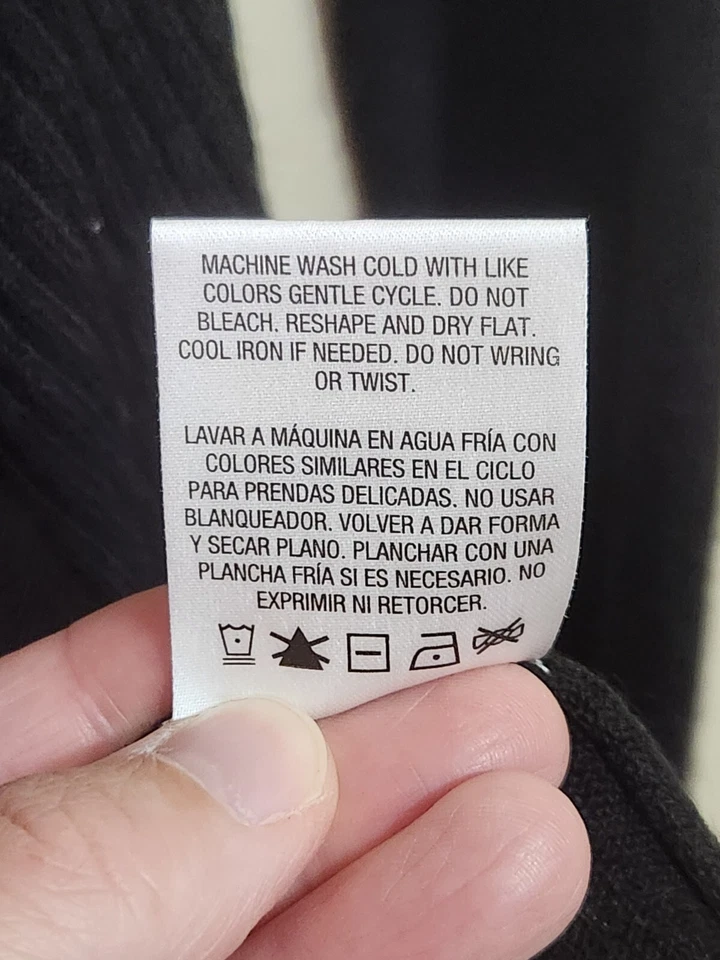 MACHINE WASH COLD WITH LIKE
COLORS GENTLE CYCLE. DO NOT
BLEACH. RESHAPE AND DRY FLAT.
COOL IRON IF NEEDED. DO NOT WRING
OR TWIST.
LAVAR A MÁQUINA EN AGUA FRÍA CON
COLORES SIMILARES EN EL CICLO
PARA PRENDAS DELICADAS. NO USAR
BLANQUEADOR. VOLVER A DAR FORMA
Y SECAR PLANO. PLANCHAR CON UNA
PLANCHA FRÍA SI ES NECESARIO. NO
EXPRIMIR NI RETORCER.